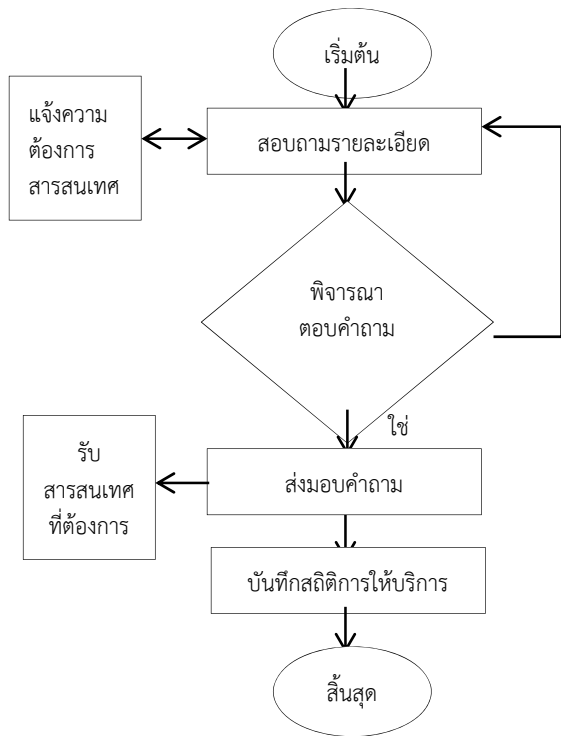 เริ่มต้น
แจ้งความ
ต้องการ
สารสนเทศ
สอบถามรายละเอียด
พิจารณา
ตอบคำถาม
ใช่
รับ
สารสนเทศ
ที่ต้องการ
ส่งมอบคำถาม
บันทึกสถิติการให้บริการ
สิ้นสุด